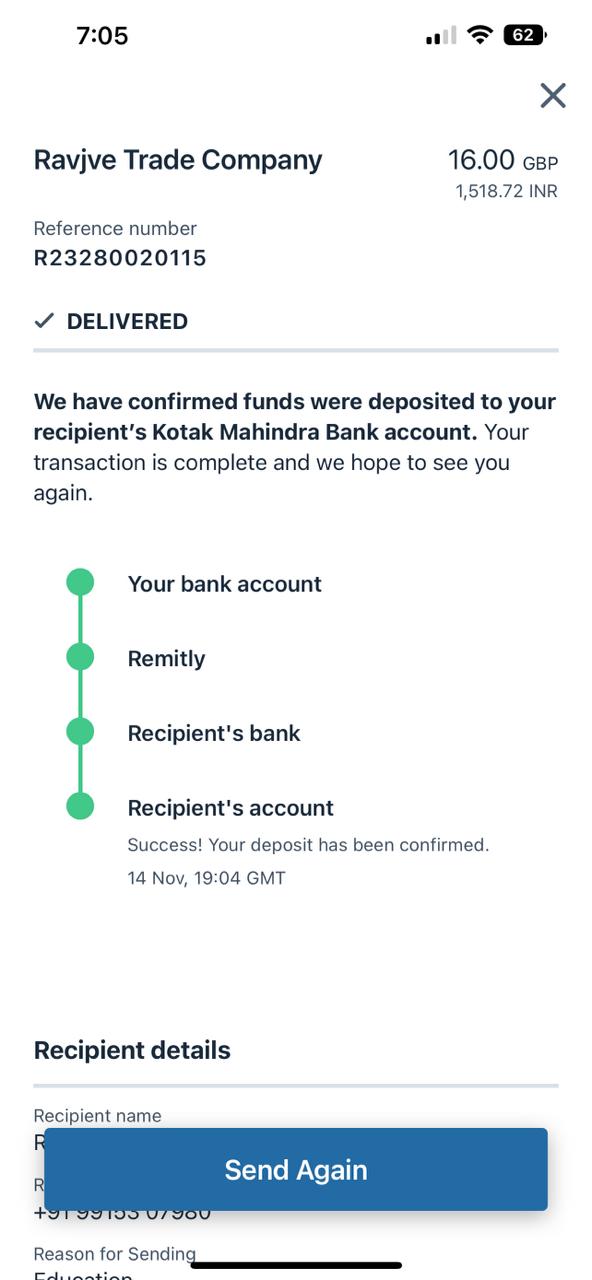 7:05
62
Ravjve Trade Company
16.00 GBP
1,518.72 INR
Reference number
R23280020115
DELIVERED
We have confirmed funds were deposited to your
recipient’s Kotak Mahindra Bank account. Your
transaction is complete and we hope to see you
again.
Your bank account
Remitly
Recipient's bank
Recipient's account
Success! Your deposit has been confirmed.
14 Nov, 19:04 GMT
Recipient details
Recipient name
Send Again
+91 99153 07980
Reason for Sending
Education